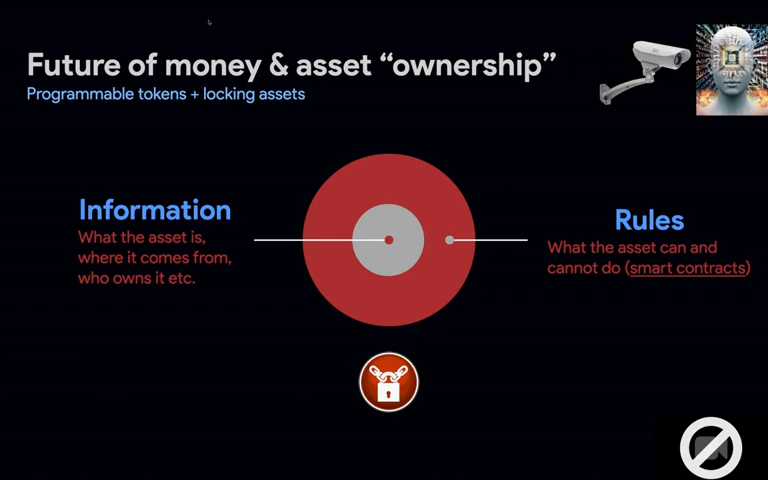 Future of money & asset “ownership”
Programmable tokens + locking assets
Information
What the asset is,
where it comes from,
who owns it etc.
Rules
What the asset can and
cannot do (smart contracts)